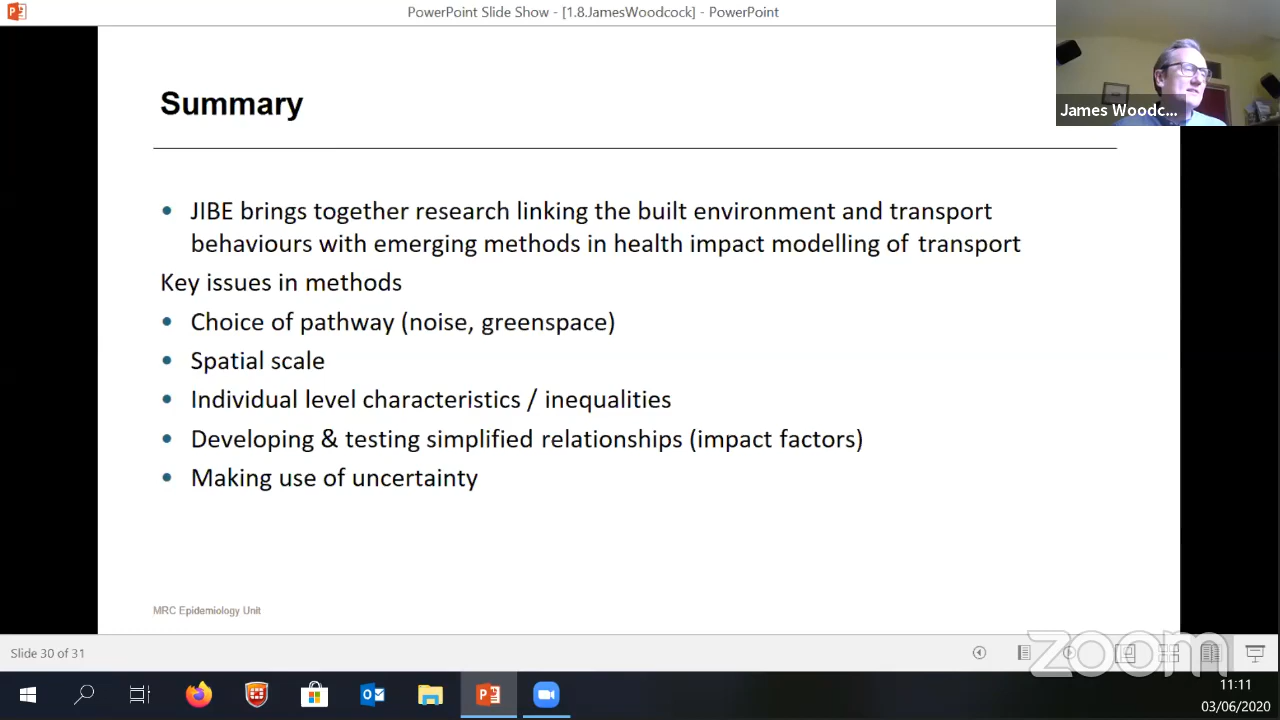 PowerPoint Slide Show - [1.8.JamesWoodcock] - PowerPoint
James Woodc...
Summary
• JIBE brings together research linking the built environment and transport
behaviours with emerging methods in health impact modelling of transport
Key issues in methods
• Choice of pathway (noise, greenspace)
• Spatial scale
• Individual level characteristics / inequalities
• Developing & testing simplified relationships (impact factors)
• Making use of uncertainty
MRC Epidemiology Unit
Slide 30 of 31
zoom
11:11
03/06/2020